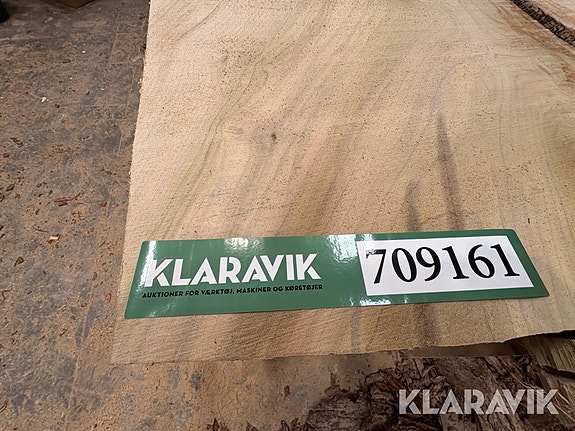 KLARAVIK
AUKTIONER FOR VÆRKTØJ, MASKINER OG KØRETØJER
709161
KLARAVIK